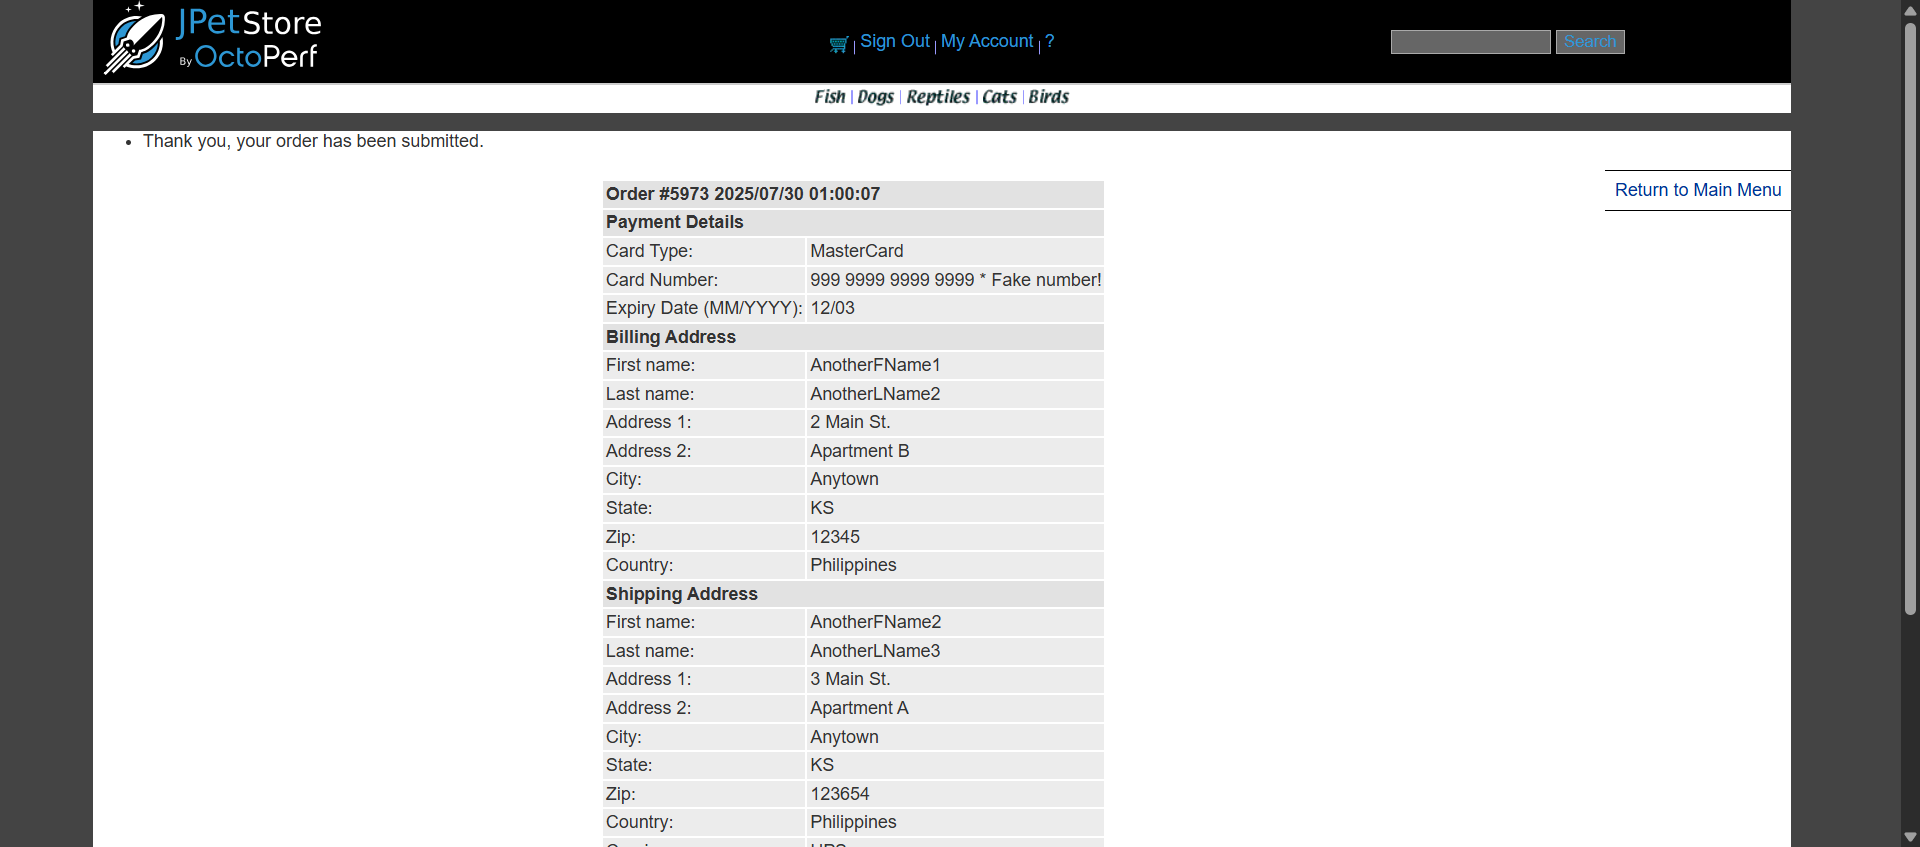 JPetStore
By OctoPerf
Sign Out | My Account | ?
Search
Fish | Dogs | Reptiles | Cats | Birds
Thank you, your order has been submitted.
Return to Main Menu
Order #5973 2025/07/30 01:00:07
Payment Details
Card Type: MasterCard
Card Number: 999 9999 9999 9999 * Fake number!
Expiry Date (MM/YYYY): 12/03
Billing Address
First name: AnotherFName1
Last name: AnotherLName2
Address 1: 2 Main St.
Address 2: Apartment B
City: Anytown
State: KS
Zip: 12345
Country: Philippines
Shipping Address
First name: AnotherFName2
Last name: AnotherLName3
Address 1: 3 Main St.
Address 2: Apartment A
City: Anytown
State: KS
Zip: 123654
Country: Philippines